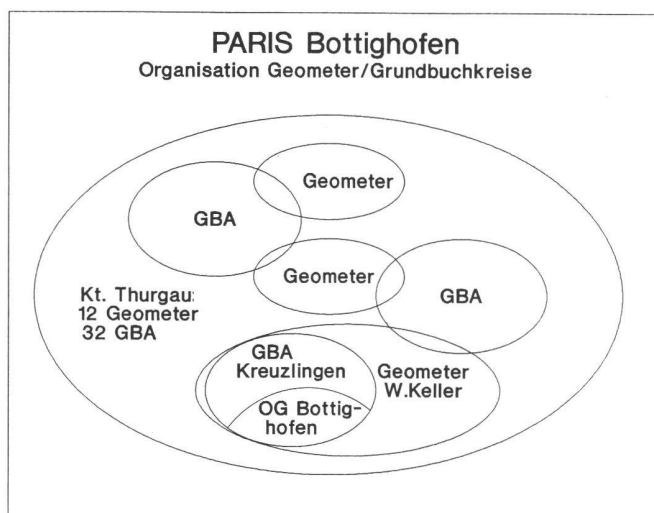 PARIS Bottighofen
Organisation Geometer/Grundbuchkreise
Geometer
GBA
Geometer
GBA
Kt. Thurgau:
12 Geometer
32 GBA
GBA
Kreuzlingen
Geometer
W.Keller
OG Bottig-
hofen